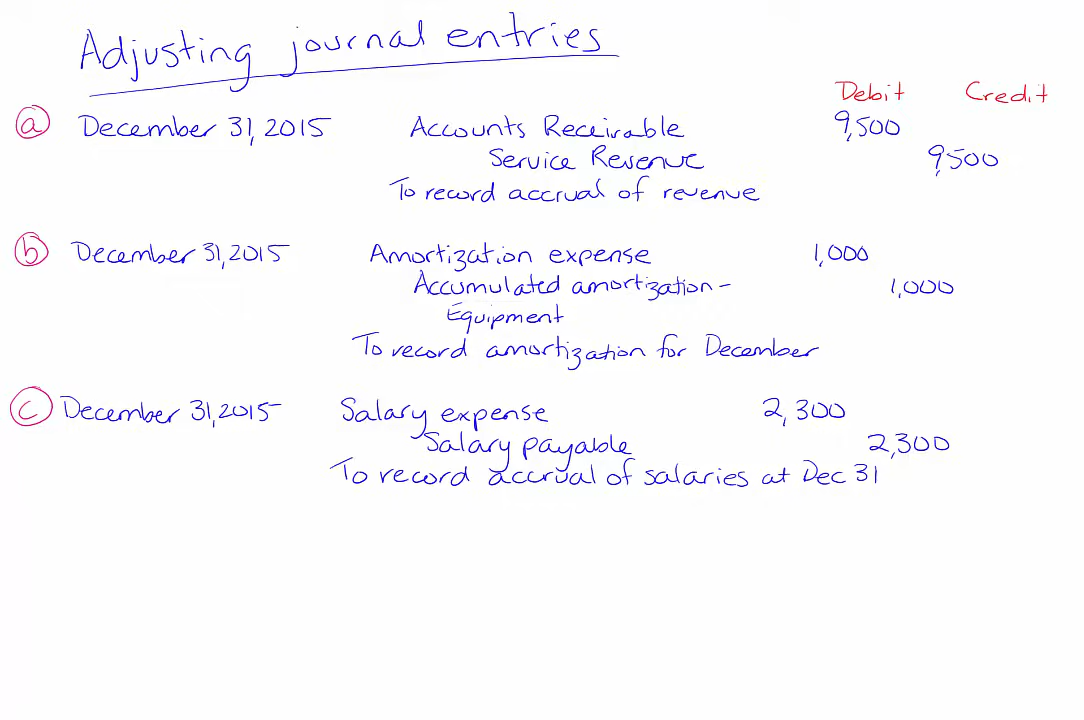 Adjusting journal entries
Debit Credit
a December 31, 2015 Accounts Receivable 9,500
Service Revenue 9,500
To record accrual of revenue
b December 31, 2015 Amortization expense 1,000
Accumulated amortization - 1,000
Equipment
To record amortization for December
c December 31, 2015 Salary expense 2,300
Salary payable 2,300
To record accrual of salaries at Dec 31